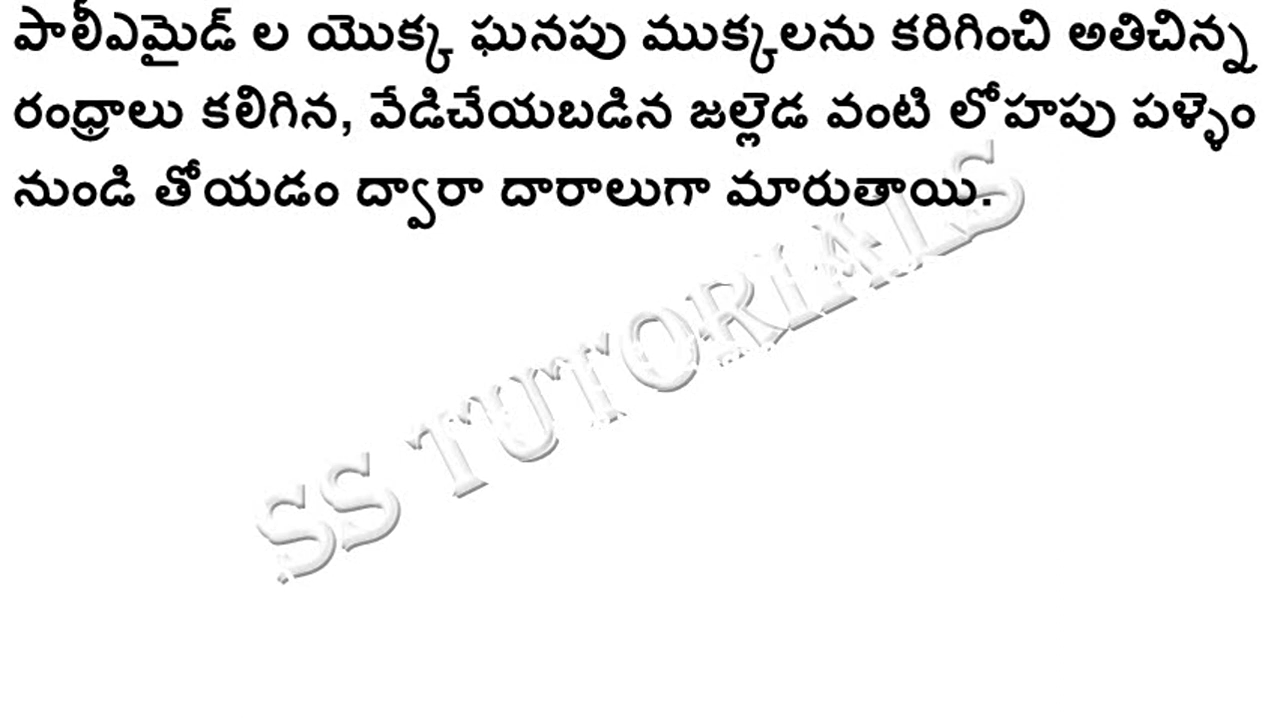 పాలీఎమైడ్ ల యొక్క ఘనపు ముక్కలను కరిగించి అతిచిన్న
రంధ్రాలు కలిగిన, వేడిచేయబడిన జల్లెడ వంటి లోహపు పళ్ళెం
నుండి తోయడం ద్వారా దారాలుగా మారుతాయి.
SS TUTORIALS